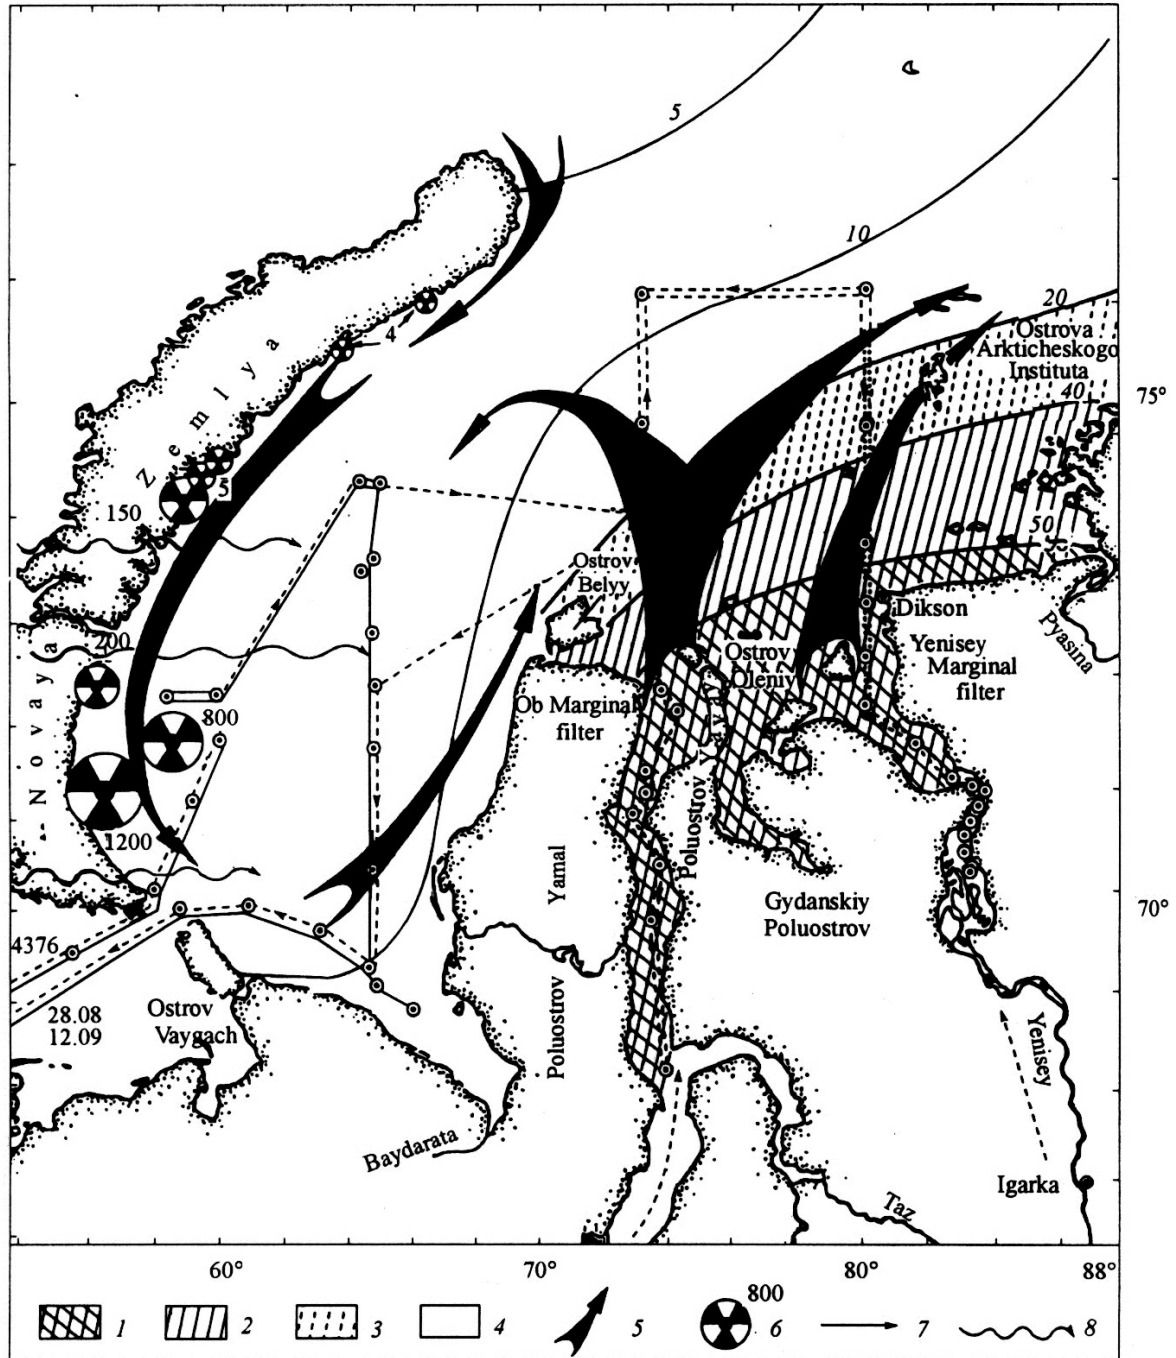 5
10
4
20
Ostrova
Arkticheskogo
Instituta
40
75°
Novaya Zemlya
5
150
50
Ostrov
Belyy
Dikson
Pyasina
200
Ostrov
Oleniy
Yenisey
Marginal
filter
800
Ob Marginal
filter
1200
Poluostrov Yavay
Yamal
Poluostrov
Gydanskiy
Poluostrov
70°
4376
28.08
12.09
Ostrov
Vaygach
Yenisey
Baydarata
Igarka
Taz
60°
70°
80°
88°
800
1
2
3
4
5
6
7
8